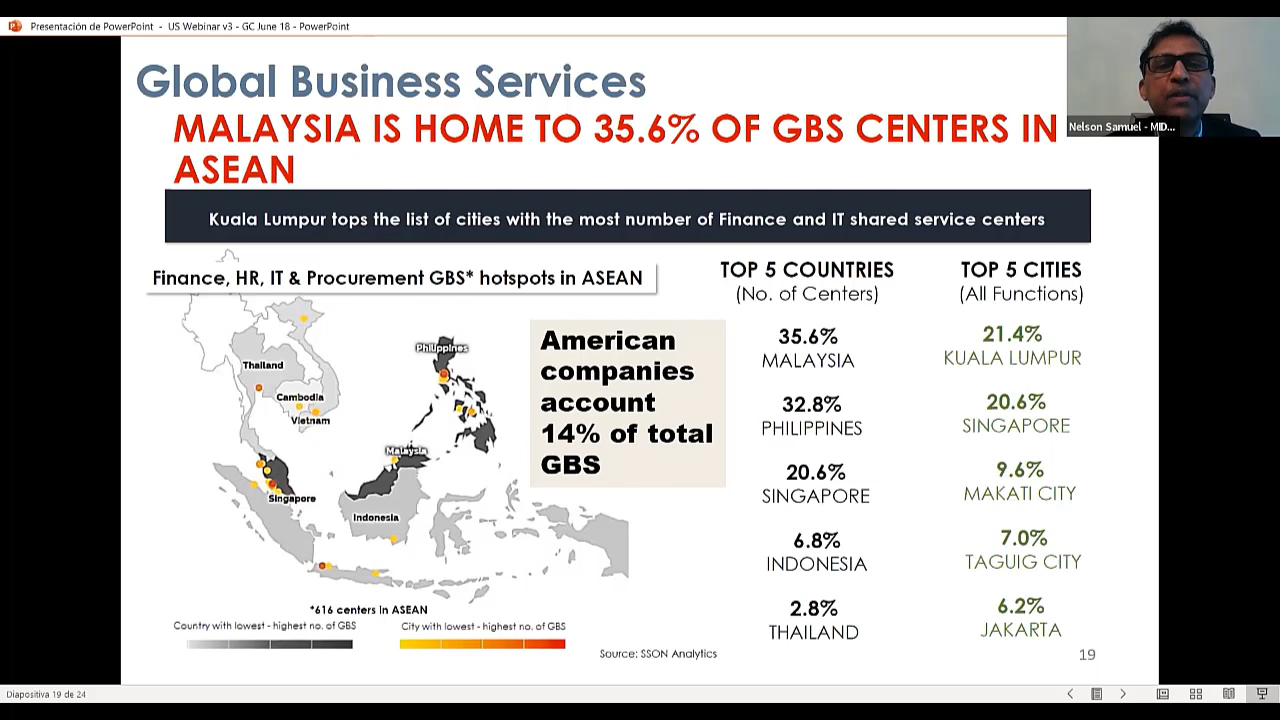 Presentación de PowerPoint - US Webinar v3 - GC June 18 - PowerPoint
Nelson Samuel - MID...
Global Business Services
MALAYSIA IS HOME TO 35.6% OF GBS CENTERS IN
ASEAN
Kuala Lumpur tops the list of cities with the most number of Finance and IT shared service centers
Finance, HR, IT & Procurement GBS* hotspots in ASEAN
Philippines
Thailand
Cambodia
Vietnam
Malaysia
Singapore
Indonesia
American
companies
account
14% of total
GBS
TOP 5 COUNTRIES
(No. of Centers)
35.6%
MALAYSIA
32.8%
PHILIPPINES
20.6%
SINGAPORE
6.8%
INDONESIA
2.8%
THAILAND
TOP 5 CITIES
(All Functions)
21.4%
KUALA LUMPUR
20.6%
SINGAPORE
9.6%
MAKATI CITY
7.0%
TAGUIG CITY
6.2%
JAKARTA
*616 centers in ASEAN
Country with lowest - highest no. of GBS
City with lowest - highest no. of GBS
Source: SSON Analytics
19
Diapositiva 19 de 24